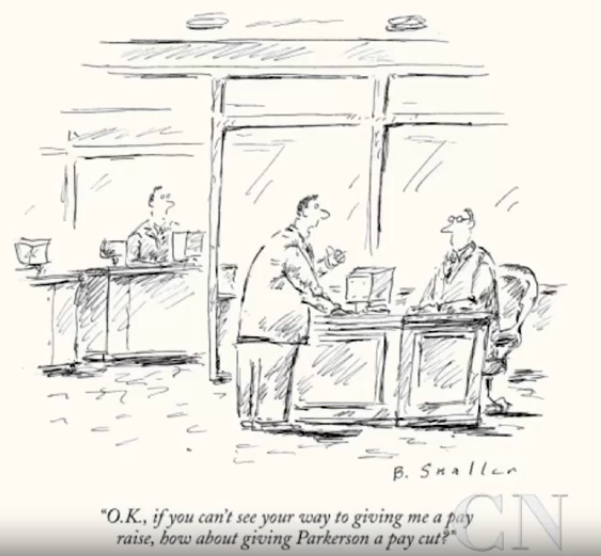 B. Smaller
"O.K., if you can't see your way to giving me a pay
raise, how about giving Parkerson a pay cut?"
CN